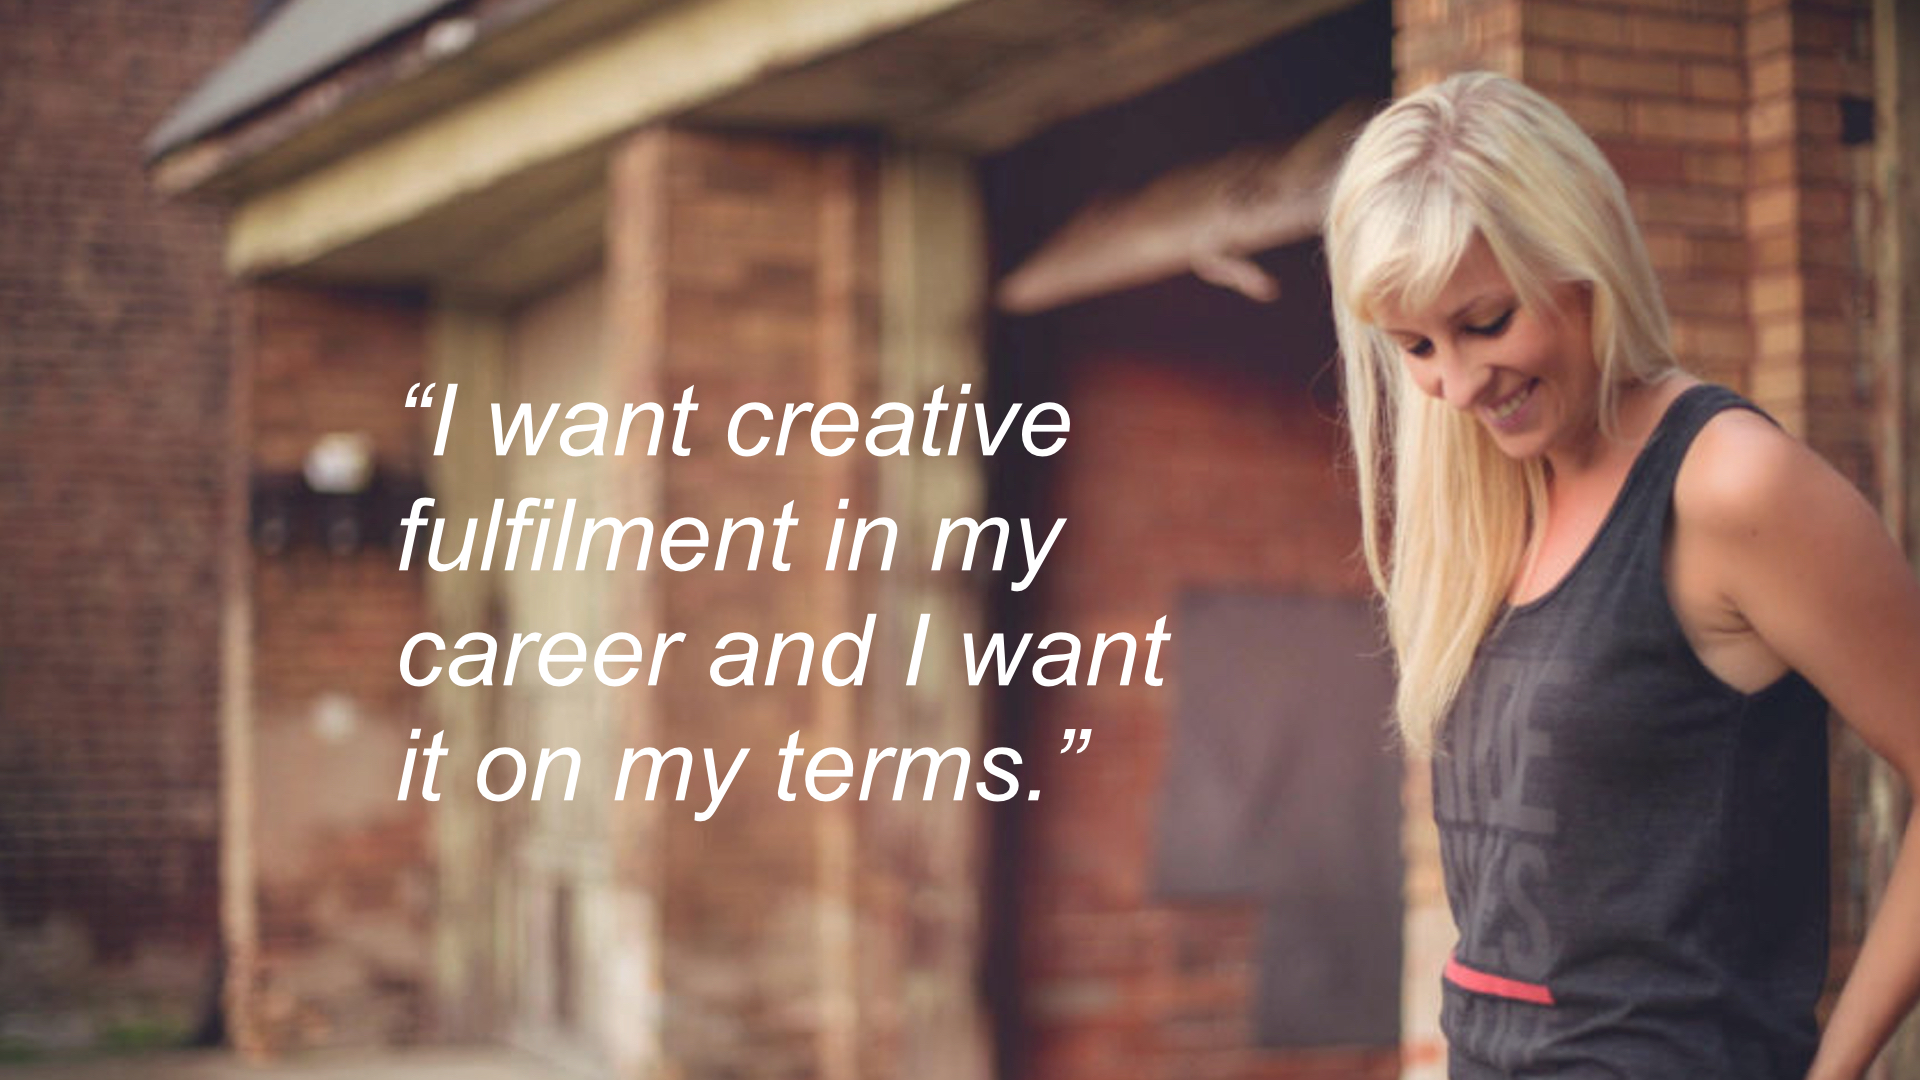 “I want creative
fulfilment in my
career and I want
it on my terms.”